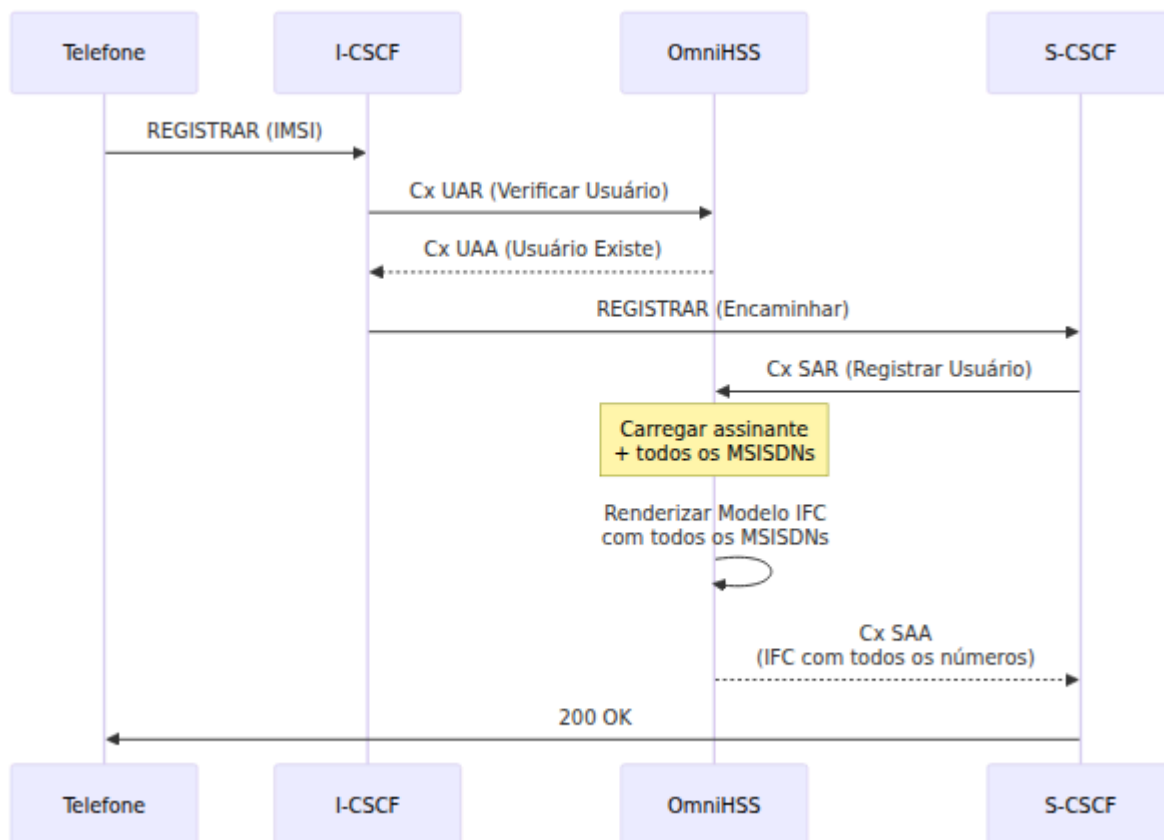 Telefone
I-CSCF
OmniHSS
S-CSCF
REGISTRAR (IMSI)
Cx UAR (Verificar Usuário)
Cx UAA (Usuário Existe)
REGISTRAR (Encaminhar)
Cx SAR (Registrar Usuário)
Carregar assinante
+ todos os MSISDNs
Renderizar Modelo IFC
com todos os MSISDNs
Cx SAA
(IFC com todos os números)
200 OK
Telefone
I-CSCF
OmniHSS
S-CSCF